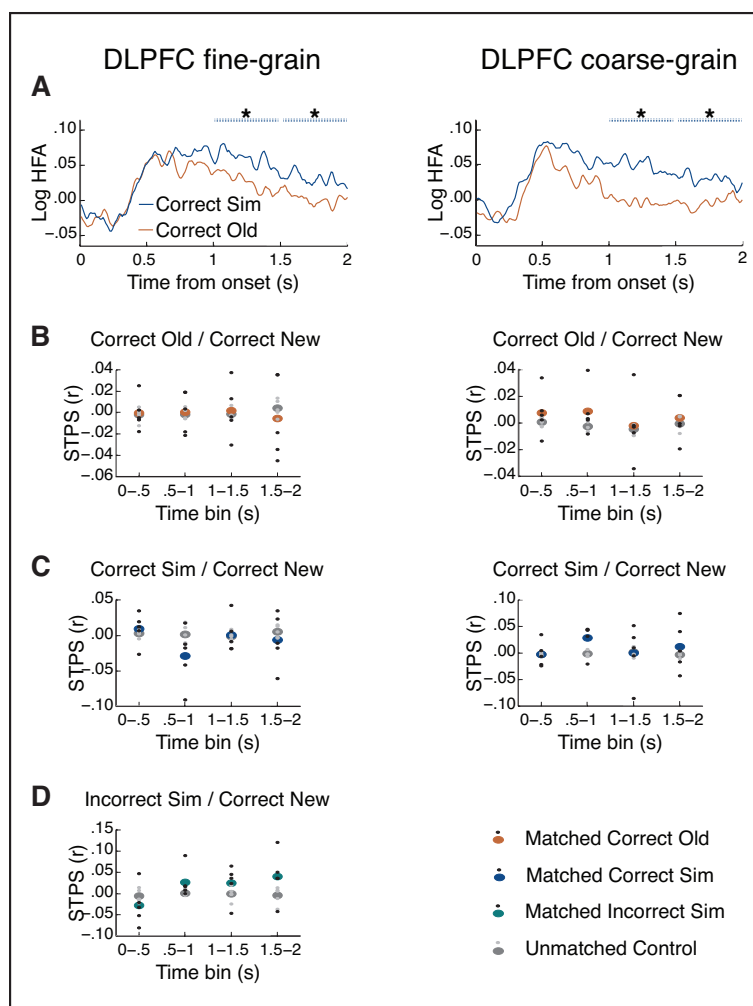 DLPFC fine-grain
DLPFC coarse-grain
A
* *
* *
Log HFA
.10
.05
.00
-.05
Correct Sim
Correct Old
0 0.5 1 1.5 2
Time from onset (s)
Log HFA
.10
.05
.00
-.05
0 0.5 1 1.5 2
Time from onset (s)
B
Correct Old / Correct New
STPS (r)
.04
.02
0.00
-.02
-.04
-.06
0-.5 .5-1 1-1.5 1.5-2
Time bin (s)
Correct Old / Correct New
STPS (r)
.04
.02
0.00
-.02
-.04
0-.5 .5-1 1-1.5 1.5-2
Time bin (s)
C
Correct Sim / Correct New
STPS (r)
.05
0.00
-.05
-.10
0-.5 .5-1 1-1.5 1.5-2
Time bin (s)
Correct Sim / Correct New
STPS (r)
.10
.05
0.00
-.05
-.10
0-.5 .5-1 1-1.5 1.5-2
Time bin (s)
D
Incorrect Sim / Correct New
STPS (r)
.15
.10
.05
0.00
-.05
-.10
0-.5 .5-1 1-1.5 1.5-2
Time bin (s)
Matched Correct Old
Matched Correct Sim
Matched Incorrect Sim
Unmatched Control